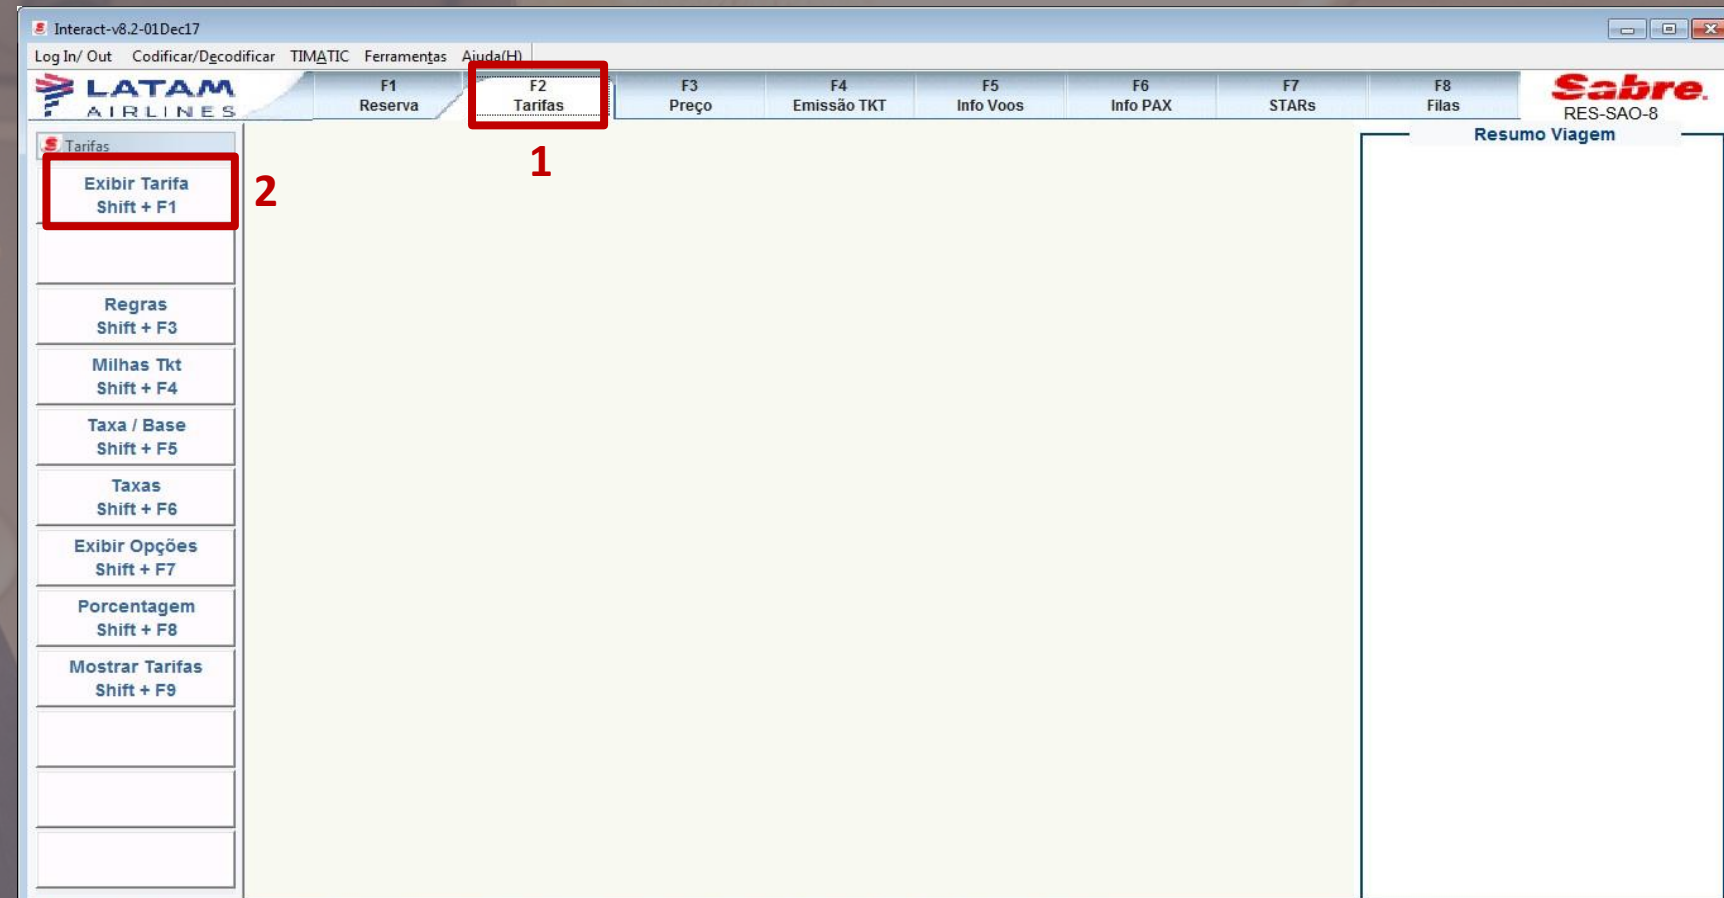 Interact-v8.2-01Dec17
Log In/ Out Codificar/Decodificar TIMATIC Ferramentas Ajuda(H)
LATAM
AIRLINES
F1
Reserva
F2
Tarifas
F3
Preço
F4
Emissão TKT
F5
Info Voos
F6
Info PAX
F7
STARs
F8
Filas
Sabre.
RES-SAO-8
Tarifas
1
Resumo Viagem
Exibir Tarifa
Shift + F1
2
Regras
Shift + F3
Milhas Tkt
Shift + F4
Taxa / Base
Shift + F5
Taxas
Shift + F6
Exibir Opções
Shift + F7
Porcentagem
Shift + F8
Mostrar Tarifas
Shift + F9